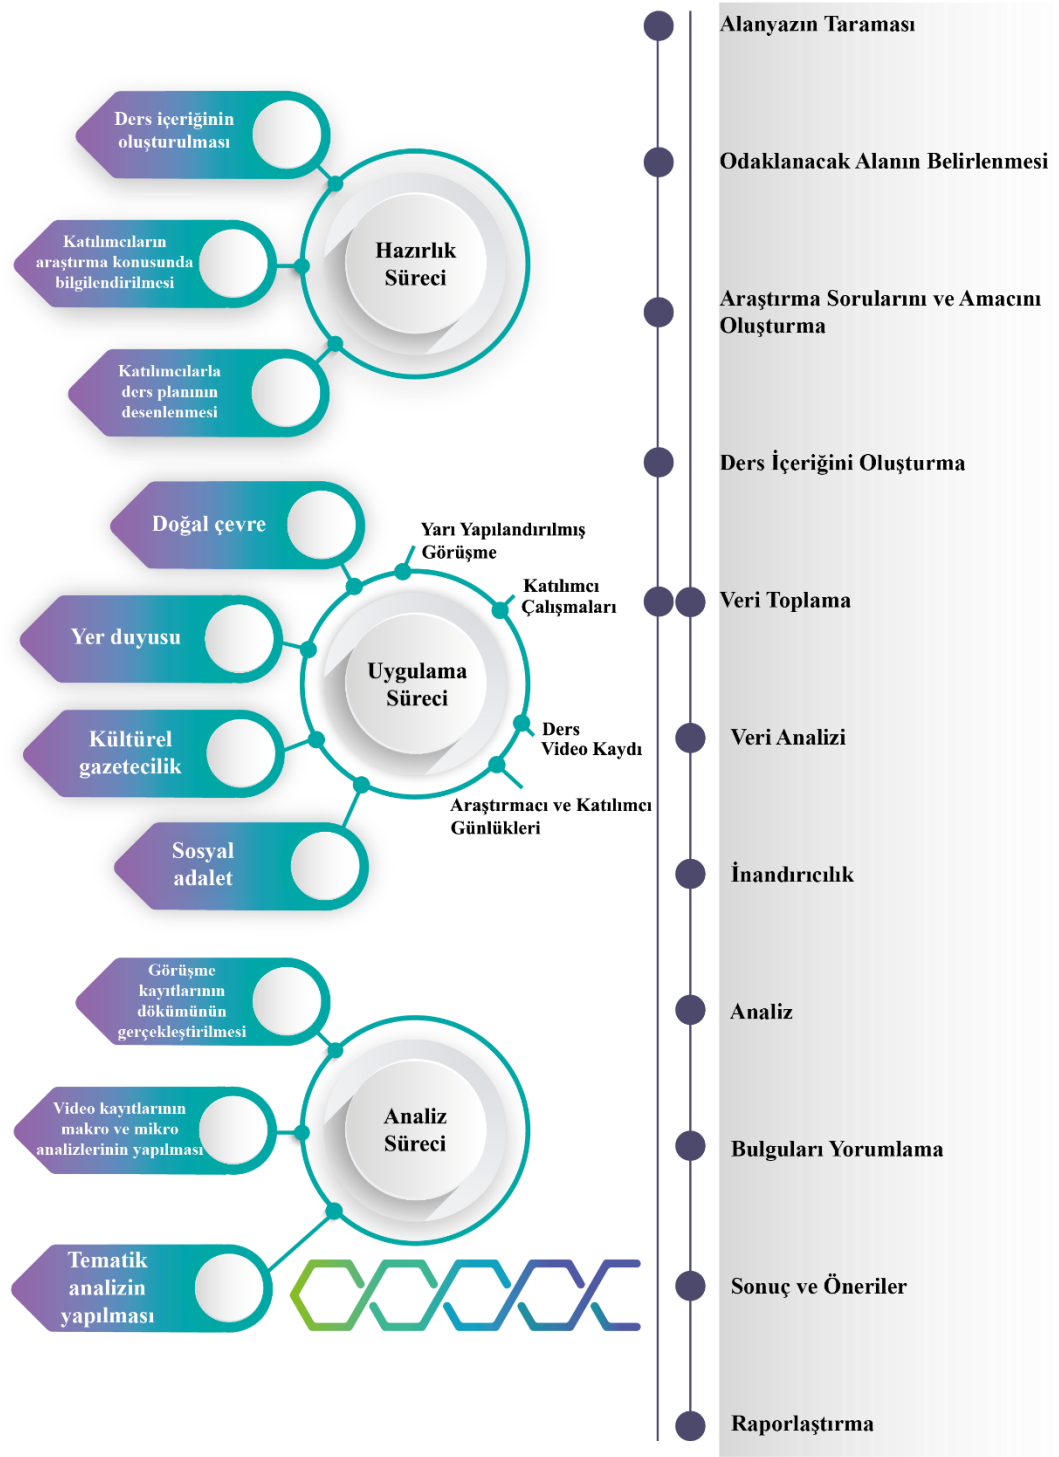 Ders içeriğinin
oluşturulması
Katılımcıların
araştırma konusunda
bilgilendirilmesi
Katılımcılarla
ders planının
desenlenmesi
Hazırlık
Süreci
Doğal çevre
Yer duyusu
Kültürel
gazetecilik
Sosyal
adalet
Uygulama
Süreci
Yarı Yapılandırılmış
Görüşme
Katılımcı
Çalışmaları
Ders
Video Kaydı
Araştırmacı ve Katılımcı
Günlükleri
Görüşme
kayıtlarının
dökümünün
gerçekleştirilmesi
Video kayıtlarının
makro ve mikro
analizlerinin yapılması
Tematik
analizin
yapılması
Analiz
Süreci
Alanyazın Taraması
Odaklanacak Alanın Belirlenmesi
Araştırma Sorularını ve Amacını
Oluşturma
Ders İçeriğini Oluşturma
Veri Toplama
Veri Analizi
İnandırıcılık
Analiz
Bulguları Yorumlama
Sonuç ve Öneriler
Raporlaştırma